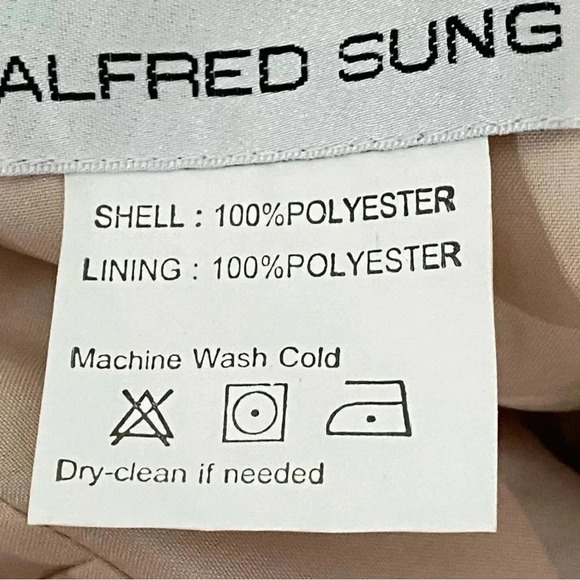 ALFRED SUNG
SHELL : 100%POLYESTER
LINING : 100%POLYESTER
Machine Wash Cold
Dry-clean if needed